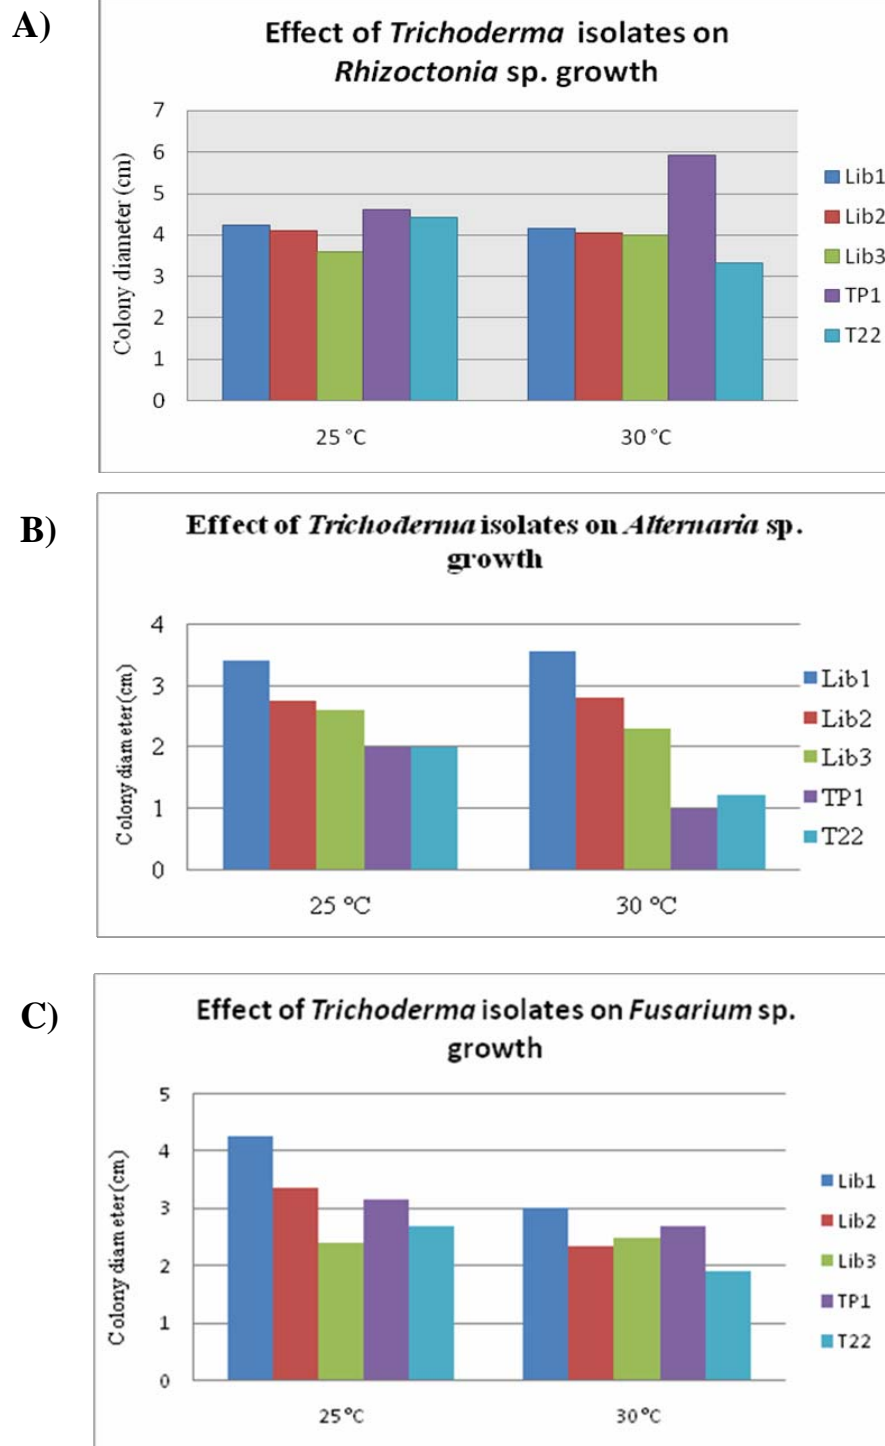 A)
Effect of Trichoderma isolates on
Rhizoctonia sp. growth
Colony diameter (cm)
7
6
5
4
3
2
1
0
25 °C
30 °C
Lib1
Lib2
Lib3
TP1
T22
B)
Effect of Trichoderma isolates on Alternaria sp.
growth
Colony diameter(cm)
4
3
2
1
0
25 °C
30 °C
Lib1
Lib2
Lib3
TP1
T22
C)
Effect of Trichoderma isolates on Fusarium sp.
growth
Colony diameter(cm)
5
4
3
2
1
0
25 °C
30 °C
Lib1
Lib2
Lib3
TP1
T22